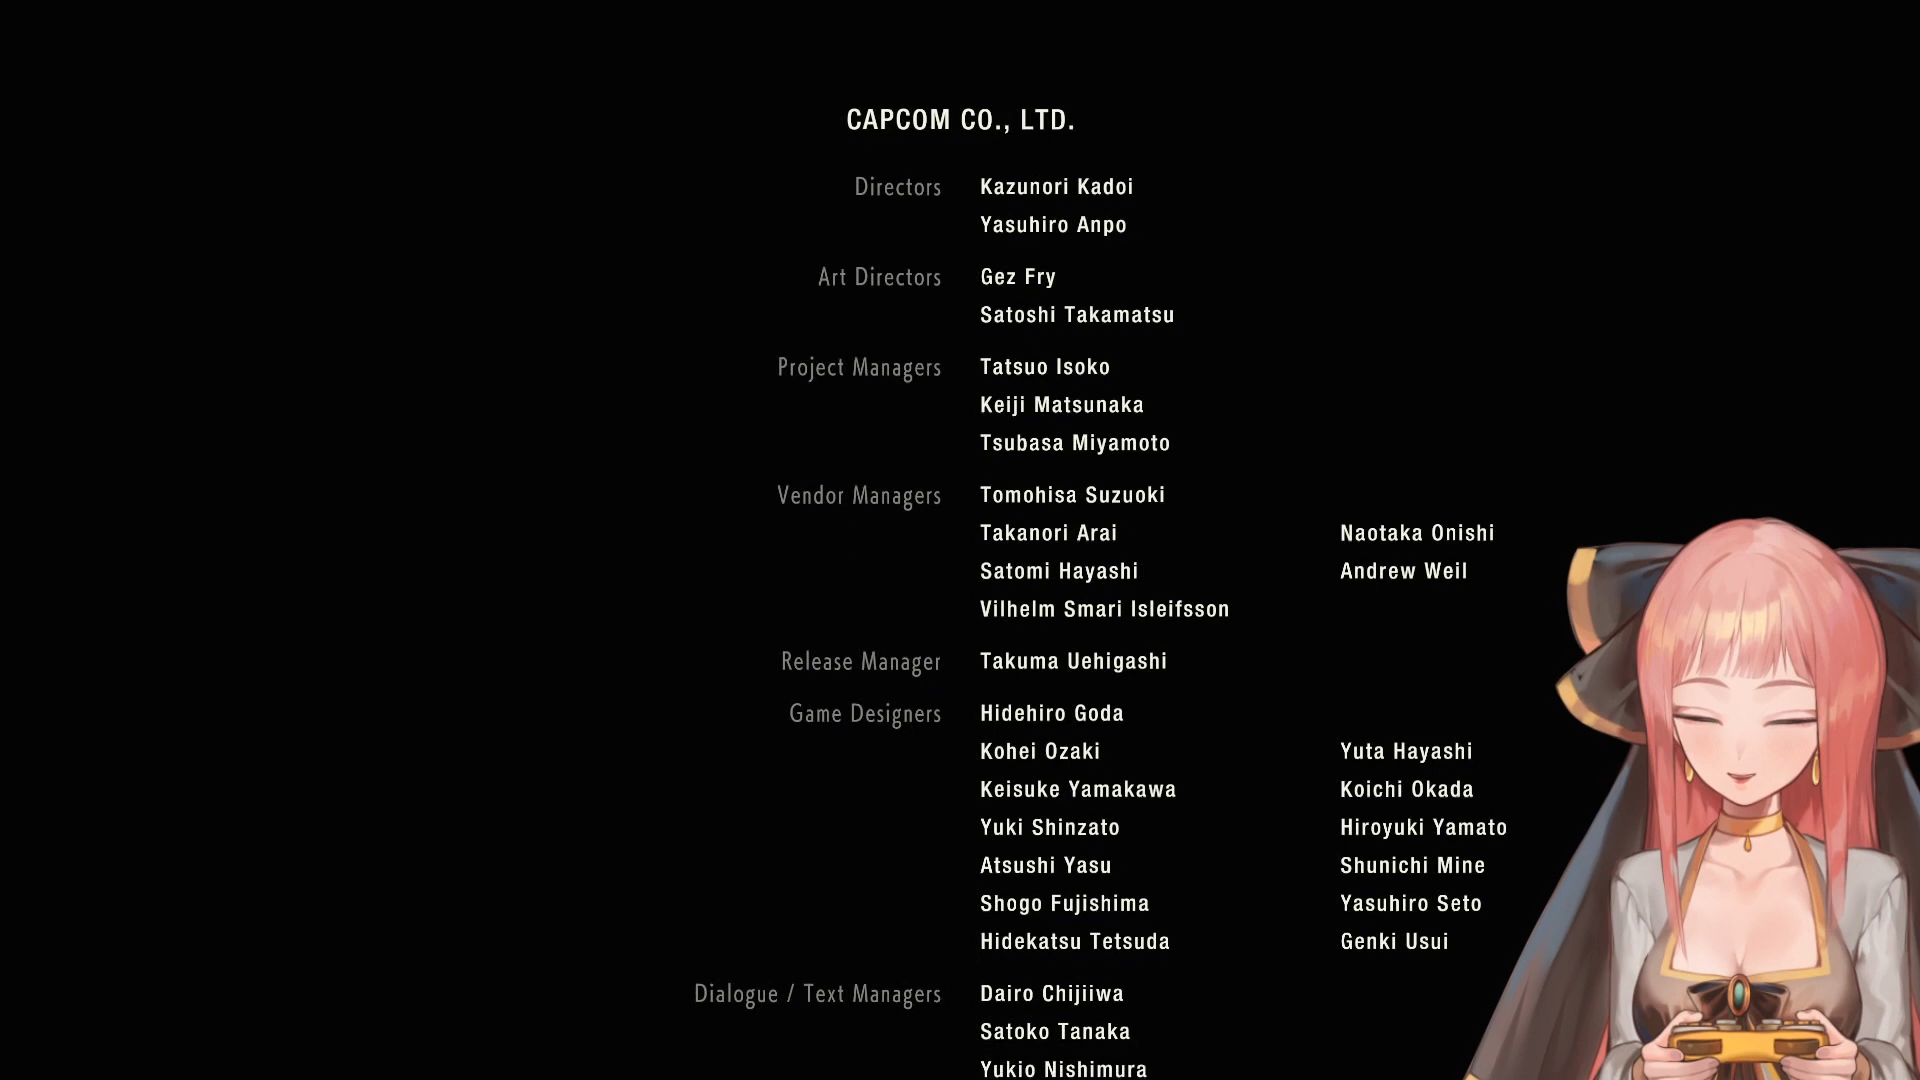 CAPCOM CO., LTD.
Directors Kazunori Kadoi
Yasuhiro Anpo
Art Directors Gez Fry
Satoshi Takamatsu
Project Managers Tatsuo Isoko
Keiji Matsunaka
Tsubasa Miyamoto
Vendor Managers Tomohisa Suzuoki
Takanori Arai Naotaka Onishi
Satomi Hayashi Andrew Weil
Vilhelm Smari Isleifsson
Release Manager Takuma Uehigashi
Game Designers Hidehiro Goda
Kohei Ozaki Yuta Hayashi
Keisuke Yamakawa Koichi Okada
Yuki Shinzato Hiroyuki Yamato
Atsushi Yasu Shunichi Mine
Shogo Fujishima Yasuhiro Seto
Hidekatsu Tetsuda Genki Usui
Dialogue / Text Managers Dairo Chijiiwa
Satoko Tanaka
Yukio Nishimura